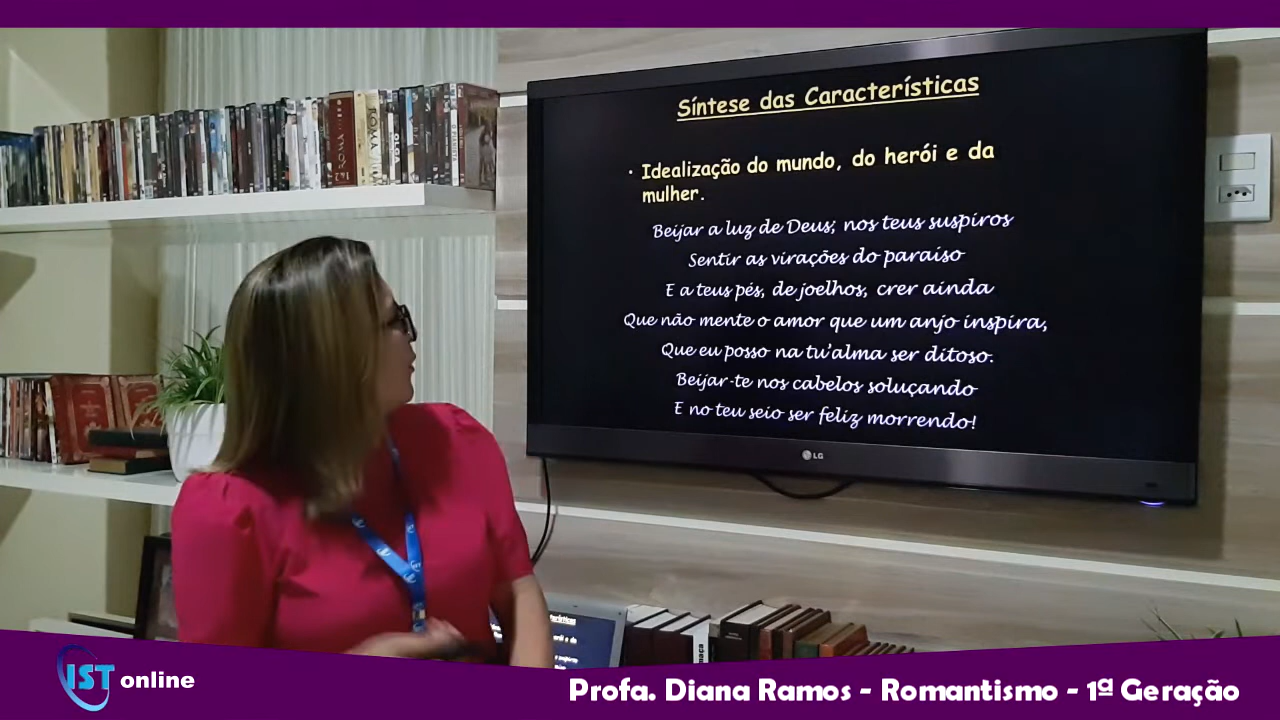 Síntese das Características
• Idealização do mundo, do herói e da
mulher.
Beijar a luz de Deus; nos teus suspiros
Sentir as virações do paraíso
E a teus pés, de joelhos, crer ainda
Que não mente o amor que um anjo inspira,
Que eu posso na tu'alma ser ditoso.
Beijar-te nos cabelos soluçando
E no teu seio ser feliz morrendo!
LG
ROMA
OLGA
IST
IST online
Profa. Diana Ramos - Romantismo - 1ª Geração